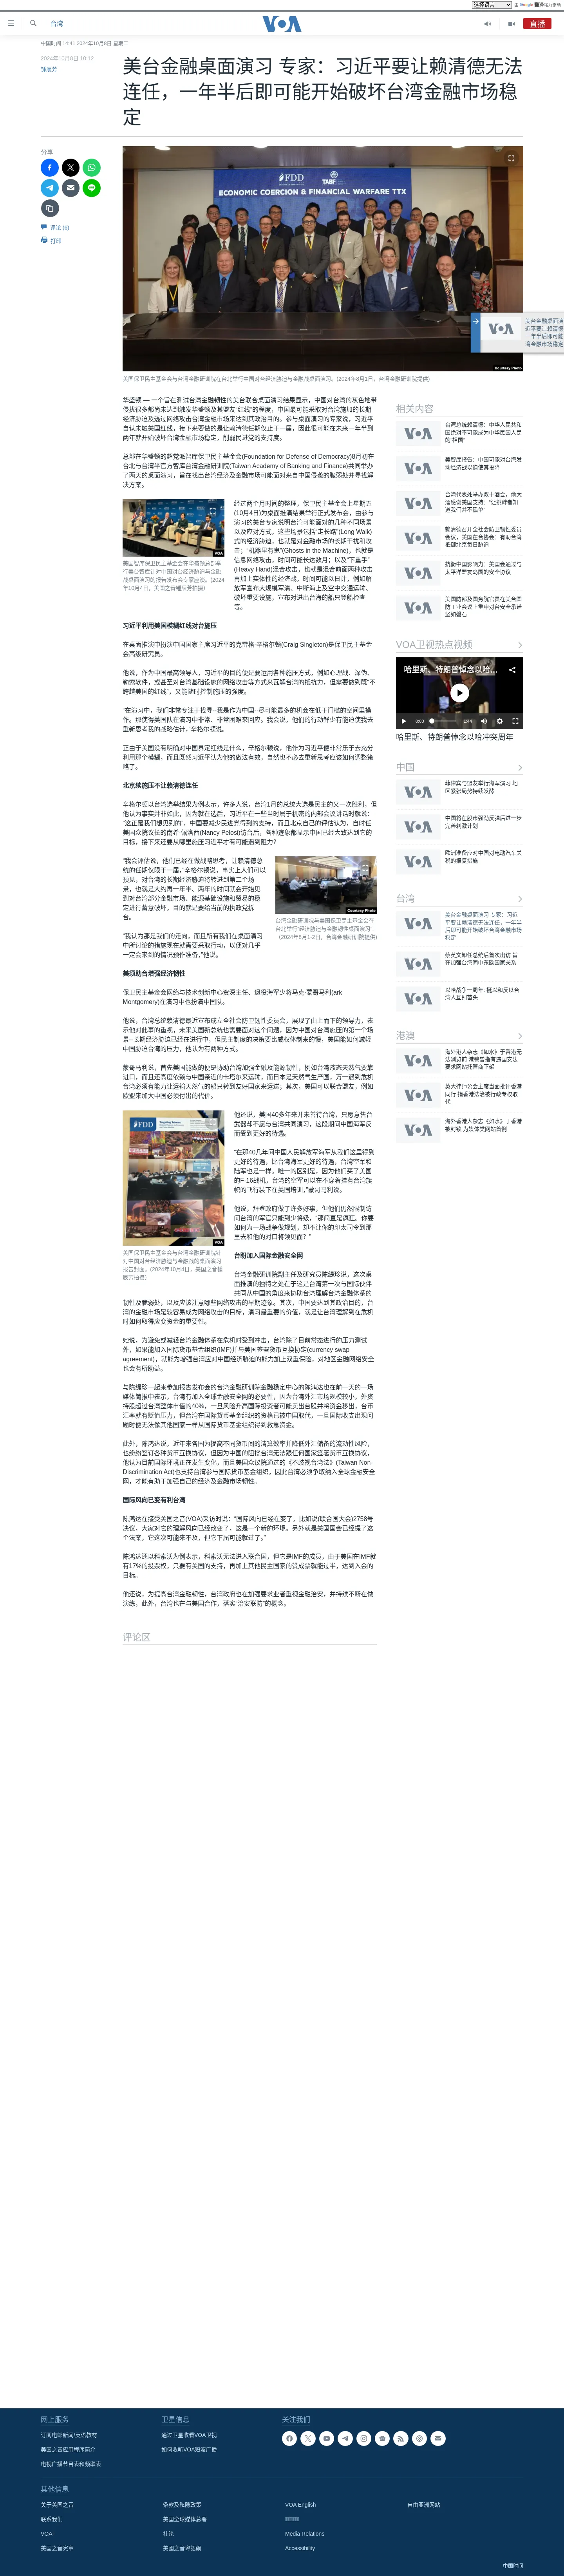 选择语言 由 Google 翻译强力驱动
台湾
VOA
直播
中国时间 14:41 2024年10月8日 星期二
2024年10月8日 10:12
锺辰芳
美台金融桌面演习 专家：习近平要让赖清德无法
连任，一年半后即可能开始破坏台湾金融市场稳
定
分享
评论 (6)
打印
FDD
TABF
ECONOMIC COERCION & FINANCIAL WARFARE TTX
Courtesy Photo
美国保卫民主基金会与台湾金融研训院在台北举行中国对台经济胁迫与金融战桌面演习。(2024年8月1日，台湾金融研训院提供)
美台金融桌面演
近平要让赖清德
一年半后即可能
湾金融市场稳定
华盛顿 — 一个旨在测试台湾金融韧性的美台联合桌面演习结果显示，中国对台湾的灰色地带
侵扰很多都尚未达到触发华盛顿及其盟友“红线”的程度，中国最可能采取对台湾施加的长期
经济胁迫及透过网络攻击台湾金融市场来达到其政治目的。参与桌面演习的专家说，习近平
自认未触美国红线，接下来要做的是让赖清德任期仅止于一届，因此很可能会在未来一年半到
两年就开始破坏台湾金融市场稳定，削弱民进党的支持度。
总部在华盛顿的超党派智库保卫民主基金会(Foundation for Defense of Democracy)8月初在
台北与台湾半官方智库台湾金融研训院(Taiwan Academy of Banking and Finance)共同举办
了两天的桌面演习，旨在找出台湾经济及金融市场可能面对来自中国侵袭的脆弱处并寻找解
决方案。
VOA
美国智库保卫民主基金会在华盛顿总部举
行美台智库针对中国对台经济胁迫与金融
战桌面演习的报告发布会专家座谈。(2024
年10月4日，美国之音锺辰芳拍摄）
经过两个月时间的整理，保卫民主基金会上星期五
(10月4日)为桌面推演结果举行正式发布会，由参与
演习的美台专家说明台湾可能面对的几种不同场景
以及应对方式。这些场景包括“走长路”(Long Walk)
式的经济胁迫，也就是对金融市场的长期干扰和攻
击；“机器里有鬼”(Ghosts in the Machine)，也就是
信息网络攻击，时间可能长达数月；以及“下重手”
(Heavy Hand)混合攻击，也就是混合前面两种攻击
再加上实体性的经济战，时间可能以日计，例如解
放军宣布大规模军演、中断海上及空中交通运输、
破坏重要设施，宣布对进出台海的船只登船检查
等。
习近平利用美国模糊红线对台施压
在桌面推演中扮演中国国家主席习近平的克雷格·辛格尔顿(Craig Singleton)是保卫民主基金
会高级研究员。
他说，作为中国最高领导人，习近平的目的便是要运用各种施压方式，例如心理战、深伪、
勒索软件以及台湾基础设施的网络攻击等方式来瓦解台湾的抵抗力，但需要做到既“不
跨越美国的红线”，又能降低对习近平控制施压的强度。
“在演习中，我们非常专注于找寻--我是作为中国--尽可能最多的机会在低于门槛的空间里操
作。那使得美国队在演习中非常、非常困难来回应。我会说，他们的行动鲜少有能迫使我去
重新思考我的战略估计，”辛格尔顿说。
正由于美国没有明确对中国界定红线是什么，辛格尔顿说，他作为习近平便非常乐于去充分
利用那个模糊，而且既然习近平认为他的做法有效，自然也就不需要考虑应该如何调整策略
了。
北京续施压不让赖清德连任
辛格尔顿以台湾选举结果为例表示，许多人说，台湾1月的总统大选是民主的又一次胜利，但
他认为事实并非如此，因为就在选后，习近平在一些当时属于机密的内部会议讲话时就说：
“这正是我们想见到的”，中国要减少民进党得到的支持，而且北京自己的评估认为，自时任
美国众院议长的南希·佩洛西(Nancy Pelosi)访台后，各种迹象都显示中国已经大致达到它的目
标，接下来还要从哪里施压习近平才有可能遇到阻力？
“我会评估说，他们已经在做战略思考，让赖清德总
统的任期仅限于一届，”辛格尔顿说，事实上人们可以
预见，对台湾的长期经济胁迫将转进到第二个场
景，也就是大约再一年半、两年的时间就会开始见
到对台湾部分金融市场、能源基础设施和贸易的稳
定进行蓄意破坏，目的就是要给当前的执政党拆
台。
“我认为那是我们的走向，而且所有我们在桌面演习
中所讨论的措施现在就需要采取行动，以便对几乎
一定会来到的情况预作准备，”他说。
Courtesy Photo
台湾金融研训院与美国保卫民主基金会在
台北举行“经济胁迫与金融韧性桌面演习”.
（2024年8月1-2日，台湾金融研训院提供)
美须助台增强经济韧性
保卫民主基金会网络与技术创新中心资深主任、退役海军少将马克·蒙哥马利(ark
Montgomery)在演习中也扮演中国队。
他说，台湾总统赖清德最近宣布成立全社会防卫韧性委员会，展现了由上而下的领导力，表
示他对此事的重视，未来美国新总统也需要面对这个问题，因为中国对台湾施压的第一个场
景--长期经济胁迫已经在进行中，但民主制度的决策要比威权体制来的慢，美国要能如何减轻
中国胁迫台湾的压力，他认为有两种方式。
蒙哥马利说，首先美国能做的便是协助台湾加强金融及能源韧性，例如台湾液态天然气要靠
进口，而且还高度依赖与中国亲近的卡塔尔来运输，而日本是天然气生产国，万一遇到危机
台湾必须有能力让运输天然气的船只转到友好国家来运送；其次，美国可以联合盟友，例如
欧盟来加大中国必须付出的代价。
VOA
美国保卫民主基金会与台湾金融研训院针
对中国对台经济胁迫与金融战的桌面演习
报告封面。(2024年10月4日，美国之音锺
辰芳拍摄）
他还说，美国40多年来并未善待台湾，只愿意售台
武器却不愿与台湾共同演习，这段期间中国海军反
而受到更好的待遇。
“在那40几年间中国人民解放军海军从我们这里得到
更好的待遇，比台湾海军更好的待遇，台湾空军和
陆军也是一样。唯一的区别是，因为他们买了美国
的F-16战机，台湾的空军可以在不穿着挂有台湾旗
帜的飞行装下在美国培训，”蒙哥马利说。
他说，拜登政府做了许多好事，但他们仍然限制访
问台湾的军官只能到少将级，“那简直是疯狂。你要
如何为一场战争做规划，却不让你的印太司令到那
里去和他的对口将领见面？”
台盼加入国际金融安全网
台湾金融研训院副主任及研究员陈缇珍说，这次桌
面推演的独特之处在于这是台湾第一次与国际伙伴
共同从中国的角度来协助台湾理解台湾金融体系的
韧性及脆弱处，以及应该注意哪些网络攻击的早期迹象。其次，中国要达到其政治目的，台
湾的金融市场是较容易成为网络攻击的目标。演习最重要的价值，就是让台湾理解到在危机
时如何取得应变资金的重要性。
她说，为避免或减轻台湾金融体系在危机时受到冲击，台湾除了目前常态进行的压力测试
外，如果能加入国际货币基金组织(IMF)并与美国签署货币互换协定(currency swap
agreement)，就能为增强台湾应对中国经济胁迫的能力加上双重保险，对地区金融网络安全
也会有所助益。
与陈缇珍一起来参加报告发布会的台湾金融研训院金融稳定中心的陈鸿达也在前一天的一场
媒体简报中表示，台湾有加入全球金融安全网的必要性，因为台湾外汇市场规模较小，外资
持股超过台湾整体市值的40%，一旦风险升高国际投资者可能卖出台股并将资金移出，台币
汇率就有贬值压力，但台湾在国际货币基金组织的资格已被中国取代，一旦国际收支出现问
题时便无法像其他国家一样从国际货币基金组织得到救急资金。
此外，陈鸿达说，近年来各国为提高不同货币间的清算效率并降低外汇储备的流动性风险，
也纷纷签订各种货币互换协议，但因为中国的阻挠台湾无法跟任何国家签署货币互换协议，
他认为目前国际环境正在发生变化，而且美国众议院通过的《不歧视台湾法》(Taiwan Non-
Discrimination Act)也支持台湾参与国际货币基金组织，因此台湾必须争取纳入全球金融安全
网，才能有助于加强自己的经济及金融市场韧性。
国际风向已变有利台湾
陈鸿达在接受美国之音(VOA)采访时说：“国际风向已经在变了，比如说(联合国大会)2758号
决议，大家对它的理解风向已经改变了，这是一个新的环境。另外就是美国国会已经提了这
个法案，它这次可能来不及，但它下届可能就过了。”
陈鸿达还以科索沃为例表示，科索沃无法进入联合国，但它是IMF的成员，由于美国在IMF就
有17%的投票权，只要有美国的支持，再加上其他民主国家的赞成票就能过半，达到入会的
目标。
他还说，为提高台湾金融韧性，台湾政府也在加强要求业者重视金融治安，并持续不断在做
演练，此外，台湾也在与美国合作，落实“治安联防”的概念。
评论区
相关内容
台湾总统赖清德：中华人民共和
国绝对不可能成为中华民国人民
的“祖国”
美智库报告：中国可能对台湾发
动经济战以迫使其投降
台湾代表处举办双十酒会，俞大
㵢感谢美国支持：“让挑衅者知
道我们并不孤单”
赖清德召开全社会防卫韧性委员
会议，美国在台协会：有助台湾
抵御北京每日胁迫
抗衡中国影响力：美国会通过与
太平洋盟友岛国的安全协议
美国防部及国务院官员在美台国
防工业会议上重申对台安全承诺
坚如磐石
VOA卫视热点视频
哈里斯、特朗普悼念以哈...
0:00
1:44
哈里斯、特朗普悼念以哈冲突周年
中国
菲律宾与盟友举行海军演习 地
区紧张局势持续发酵
中国将在股市强劲反弹后进一步
完善刺激计划
欧洲准备应对中国对电动汽车关
税的报复措施
台湾
美台金融桌面演习 专家：习近
平要让赖清德无法连任，一年半
后即可能开始破坏台湾金融市场
稳定
蔡英文卸任总统后首次出访 旨
在加强台湾同中东欧国家关系
以哈战争一周年: 挺以和反以台
湾人互别苗头
港澳
海外港人杂志《如水》于香港无
法浏览前 港警曾指有违国安法
要求网站托管商下架
英大律师公会主席当面批评香港
同行 指香港法治被行政专权取
代
海外香港人杂志《如水》于香港
被封锁 为媒体类网站首例
网上服务
订阅电邮新闻/英语教材
美国之音应用程序简介
电视广播节目表和频率表
卫星信息
通过卫星收看VOA卫视
如何收听VOA短波广播
关注我们
其他信息
关于美国之音
条款及私隐政策
VOA English
自由亚洲网站
联系我们
美国全球媒体总署
VOA+
社论
Media Relations
美国之音宪章
美國之音粵語網
Accessibility
中国时间